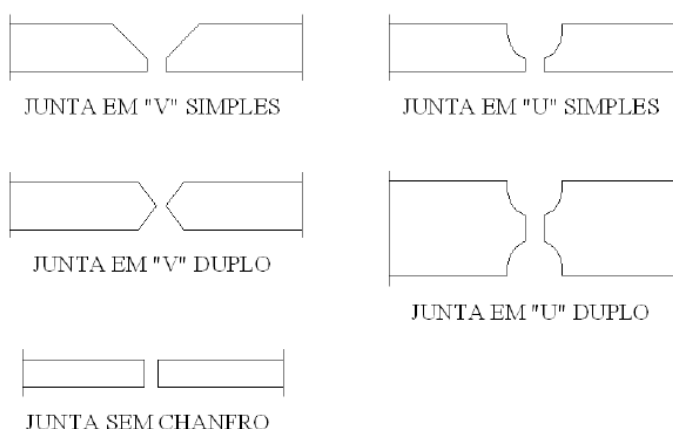 JUNTA EM "V" SIMPLES
JUNTA EM "U" SIMPLES
JUNTA EM "V" DUPLO
JUNTA EM "U" DUPLO
JUNTA SEM CHANFRO